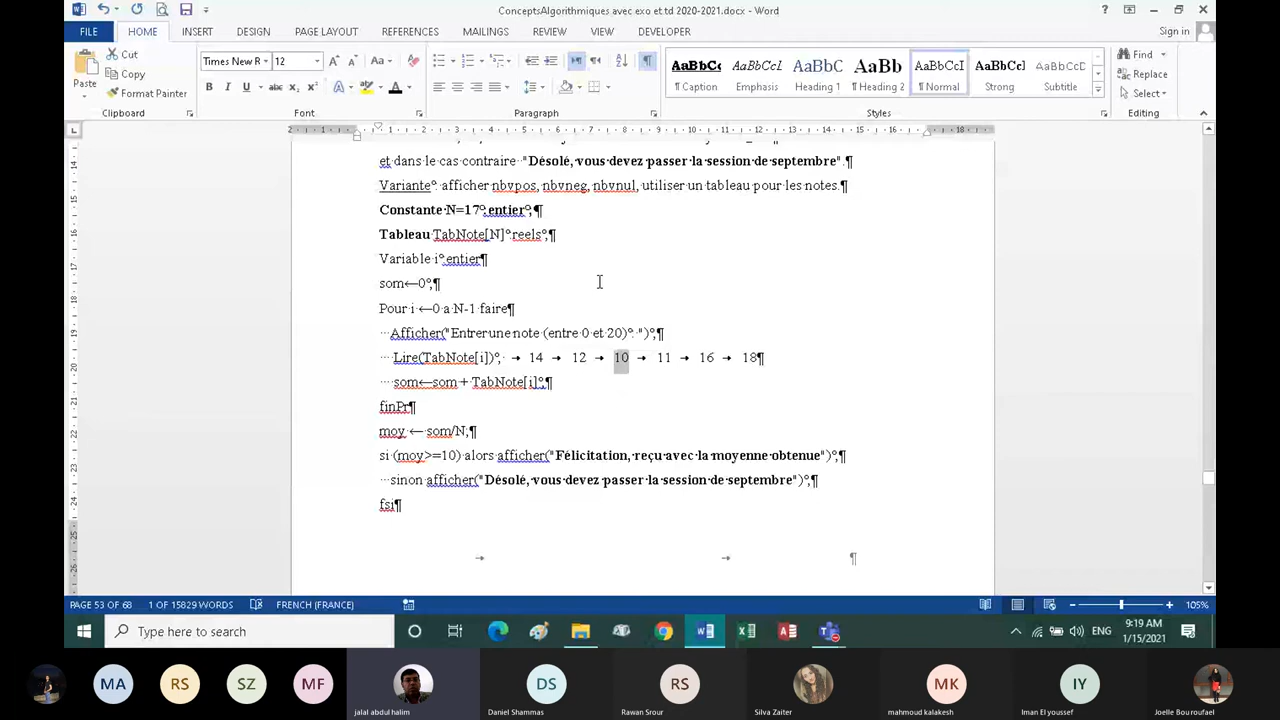 ConceptsAlgorithmiques avec exo et td 2020-2021.docx - Word
FILE HOME INSERT DESIGN PAGE LAYOUT REFERENCES MAILINGS REVIEW VIEW DEVELOPER Sign in
Cut
Copy
Format Painter
Paste
Clipboard
Times New R 12
Font
Paragraph
AaBbCc AaBbCcI AaBbC AaBb AaBbCcI AaBbCcI AaBbCcI
¶ Caption Emphasis Heading 1 ¶ Heading 2 ¶ Normal Strong Subtitle
Styles
Find
Replace
Select
Editing
et dans le cas contraire "Désolé, vous devez passer la session de septembre".¶
Variante°: afficher nbvpos, nbvneg, nbvnul, utiliser un tableau pour les notes.¶
Constante N=17°:entier°;¶
Tableau TabNote[N]°:reels°;¶
Variable i°:entier¶
som←0°;¶
Pour i ←0 a N-1 faire¶
Afficher("Entrer une note (entre 0 et 20)°: ")°;¶
Lire(TabNote[i])°; → 14 → 12 → 10 → 11 → 16 → 18¶
som←som + TabNote[i]°;¶
finPr¶
moy ← som/N;¶
si (moy>=10) alors afficher("Félicitation, reçu avec la moyenne obtenue")°;¶
sinon afficher("Désolé, vous devez passer la session de septembre")°;¶
fsi¶
→ → ¶
PAGE 53 OF 68 1 OF 15829 WORDS FRENCH (FRANCE) 105%
Type here to search
ENG
9:19 AM
1/15/2021
MA RS SZ MF DS RS MK IY
jalal abdul halim Daniel Shammas Rawan Srour Silva Zaiter mahmoud kalakesh Iman El youssef Joelle Bou roufael